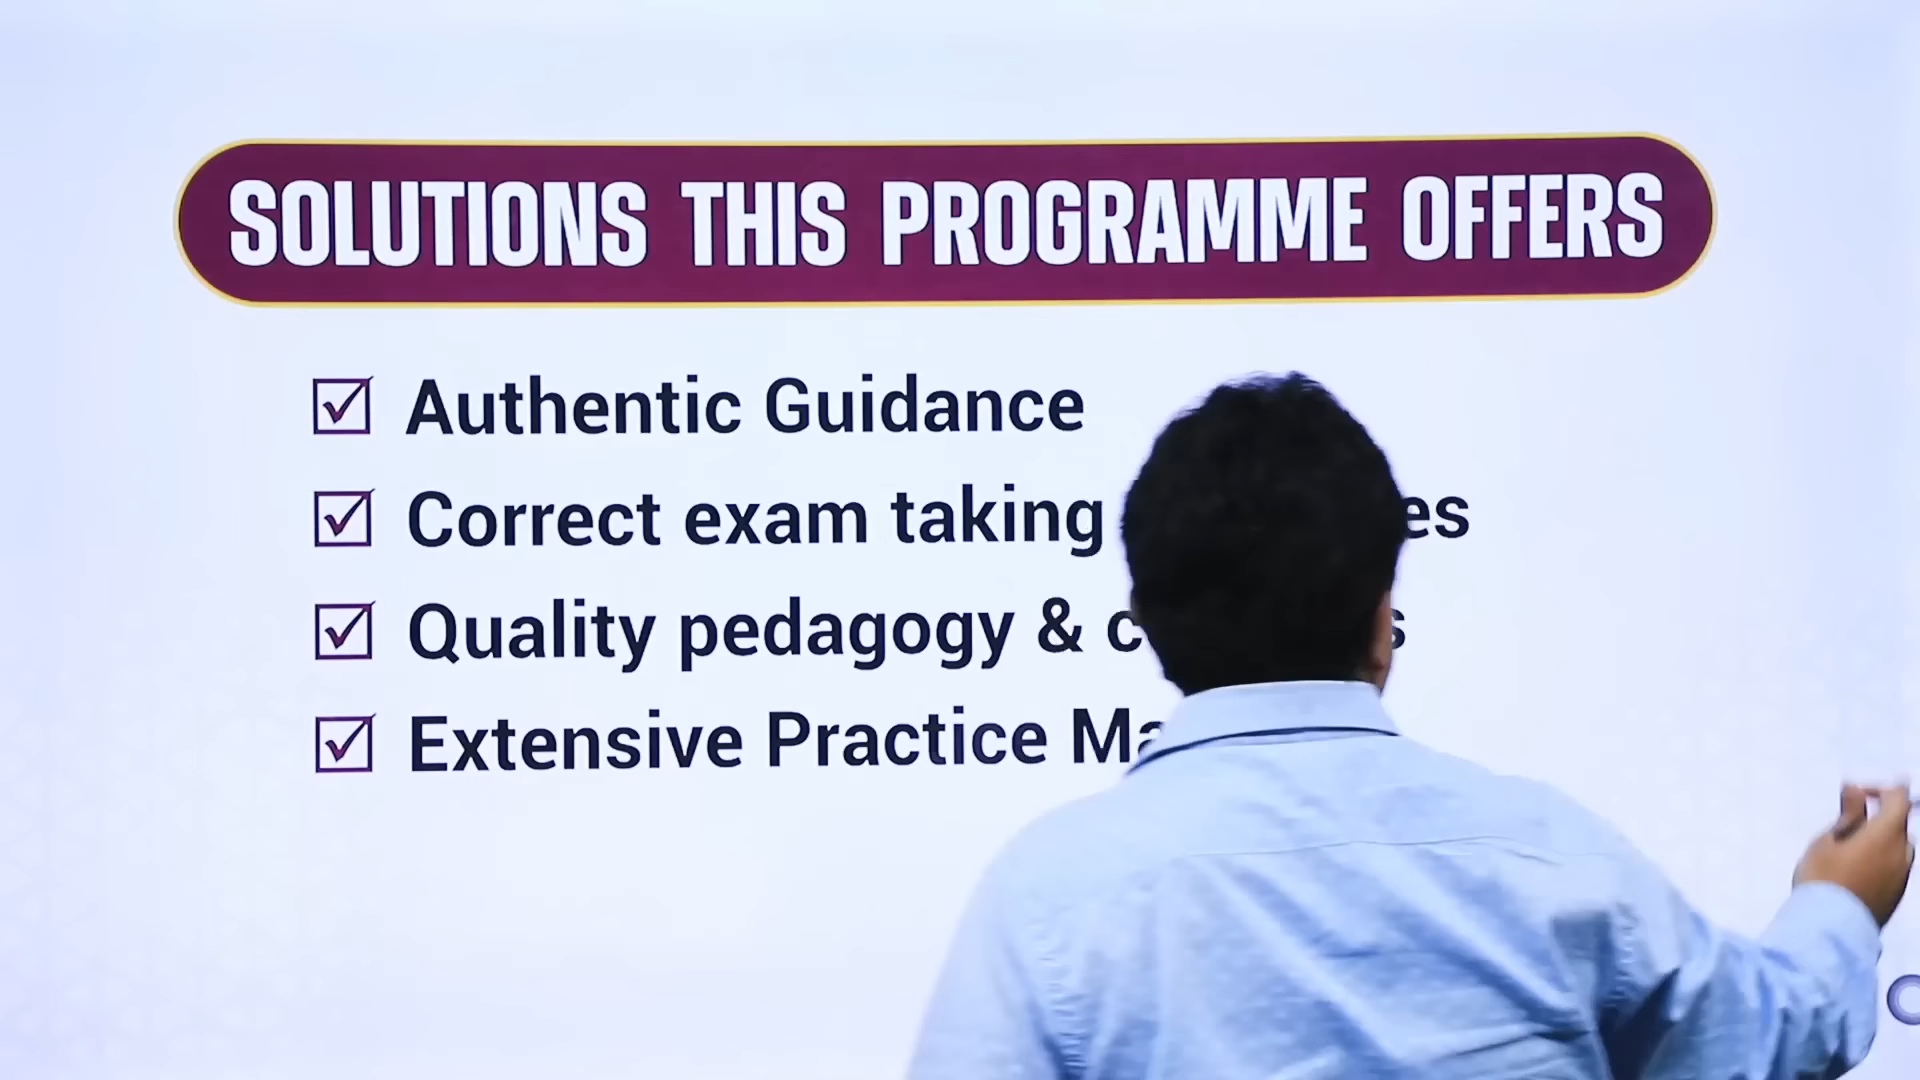 SOLUTIONS THIS PROGRAMME OFFERS
Authentic Guidance
Correct exam taking
Quality pedagogy &
Extensive Practice